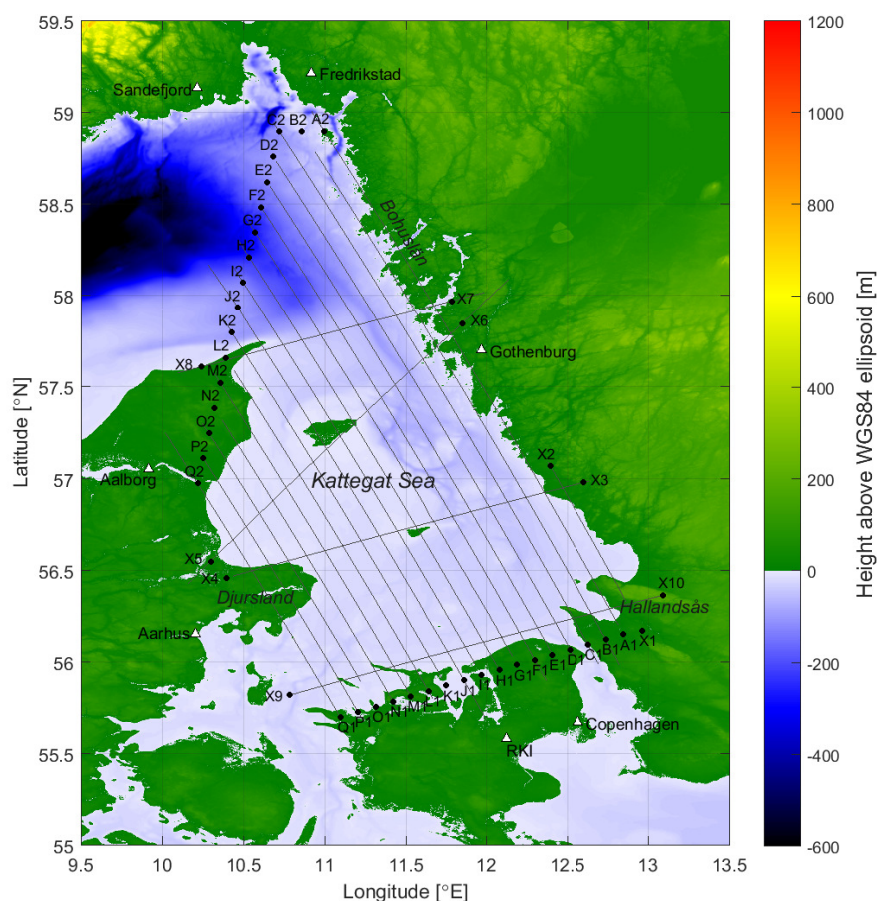 59.5
59
58.5
58
57.5
57
56.5
56
55.5
55
Latitude [°N]
9.5
10
10.5
11
11.5
12
12.5
13
13.5
Longitude [°E]
1200
1000
800
600
400
200
0
-200
-400
-600
Height above WGS84 ellipsoid [m]
Sandefjord
Fredrikstad
C2 B2 A2
D2
E2
F2
G2
H2
I2
J2
K2
L2
M2
N2
O2
P2
Q2
Bohuslän
X7
X6
Gothenburg
X8
X2
X3
Aalborg
Kattegat Sea
X5
X4
Djursland
X10
Hallandsås
Aarhus
X9
Q1 P1 O1 N1 M1 L1 K1 J1 I1 H1 G1 F1 E1 D1 C1 B1 A1 X1
Copenhagen
RKI